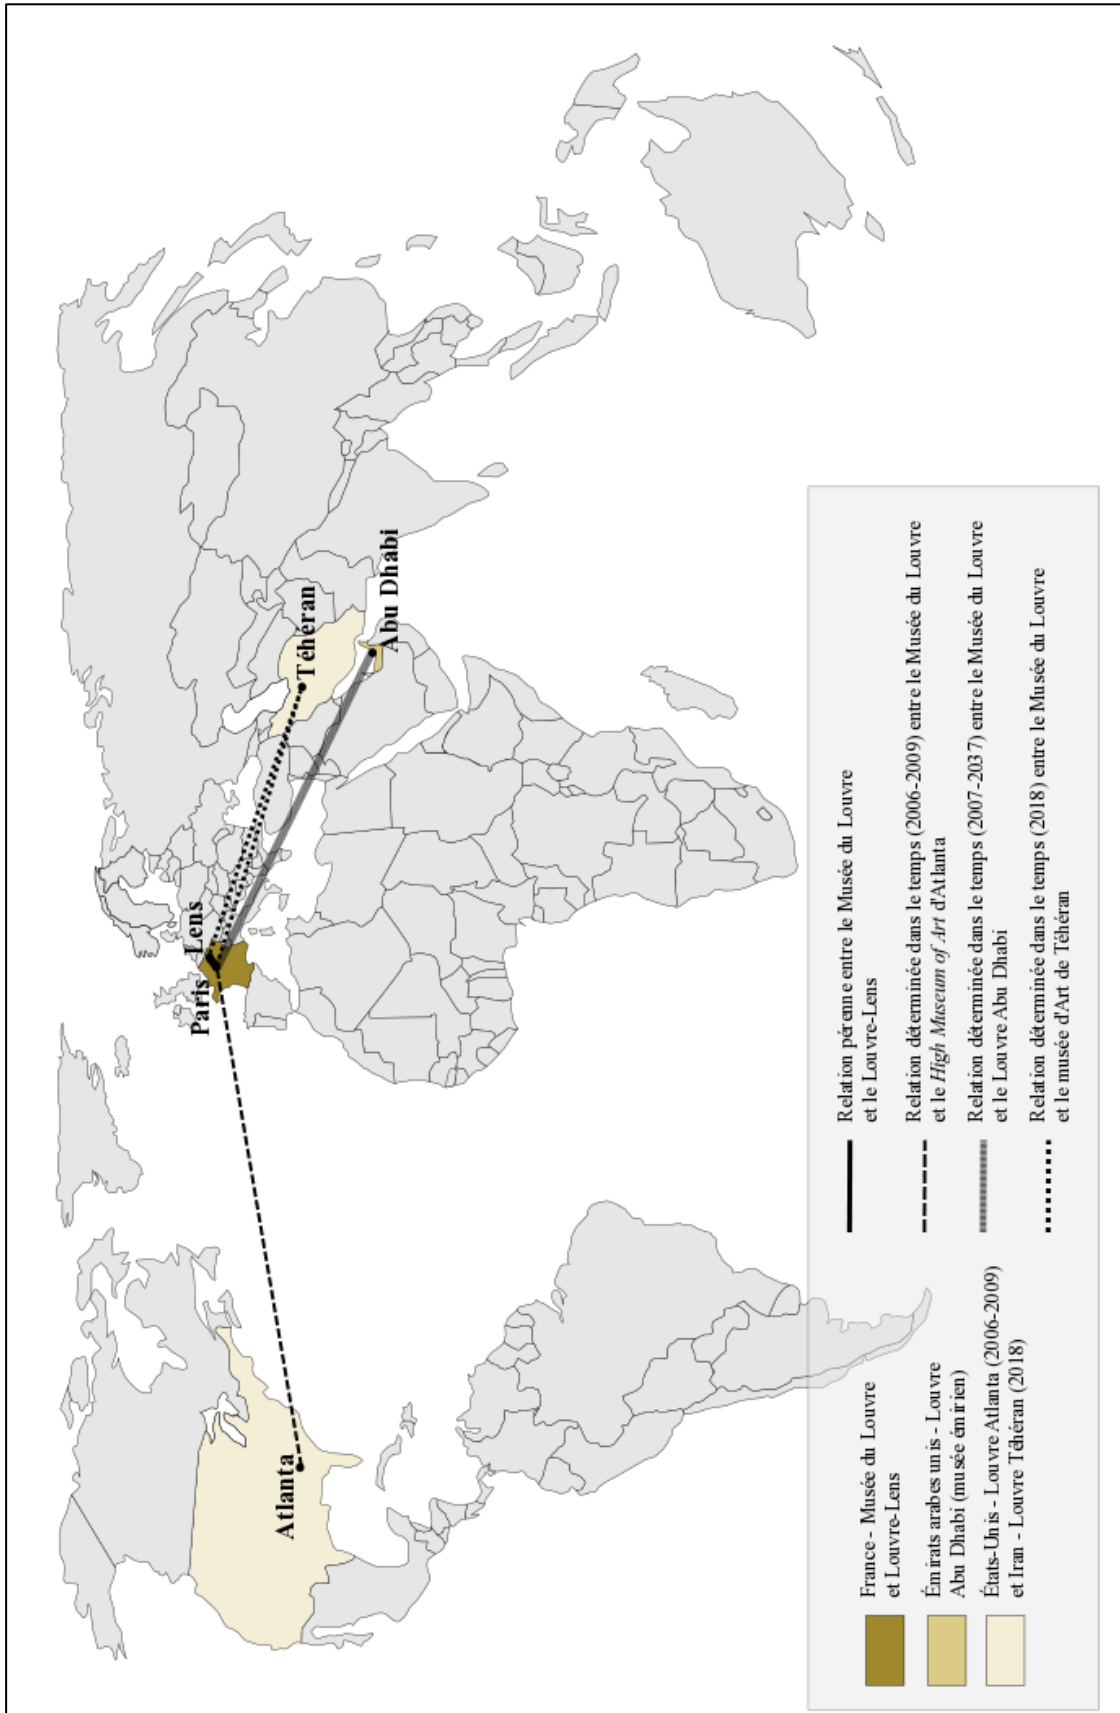 Atlanta
Paris
Lens
Téhéran
Abu Dhabi
France - Musée du Louvre
et Louvre-Lens
Émirats arabes unis - Louvre
Abu Dhabi (musée émirien)
États-Unis - Louvre Atlanta (2006-2009)
et Iran - Louvre Téhéran (2018)
Relation pérenne entre le Musée du Louvre
et le Louvre-Lens
Relation déterminée dans le temps (2006-2009) entre le Musée du Louvre
et le High Museum of Art d'Atlanta
Relation déterminée dans le temps (2007-2037) entre le Musée du Louvre
et le Louvre Abu Dhabi
Relation déterminée dans le temps (2018) entre le Musée du Louvre
et le musée d'Art de Téhéran